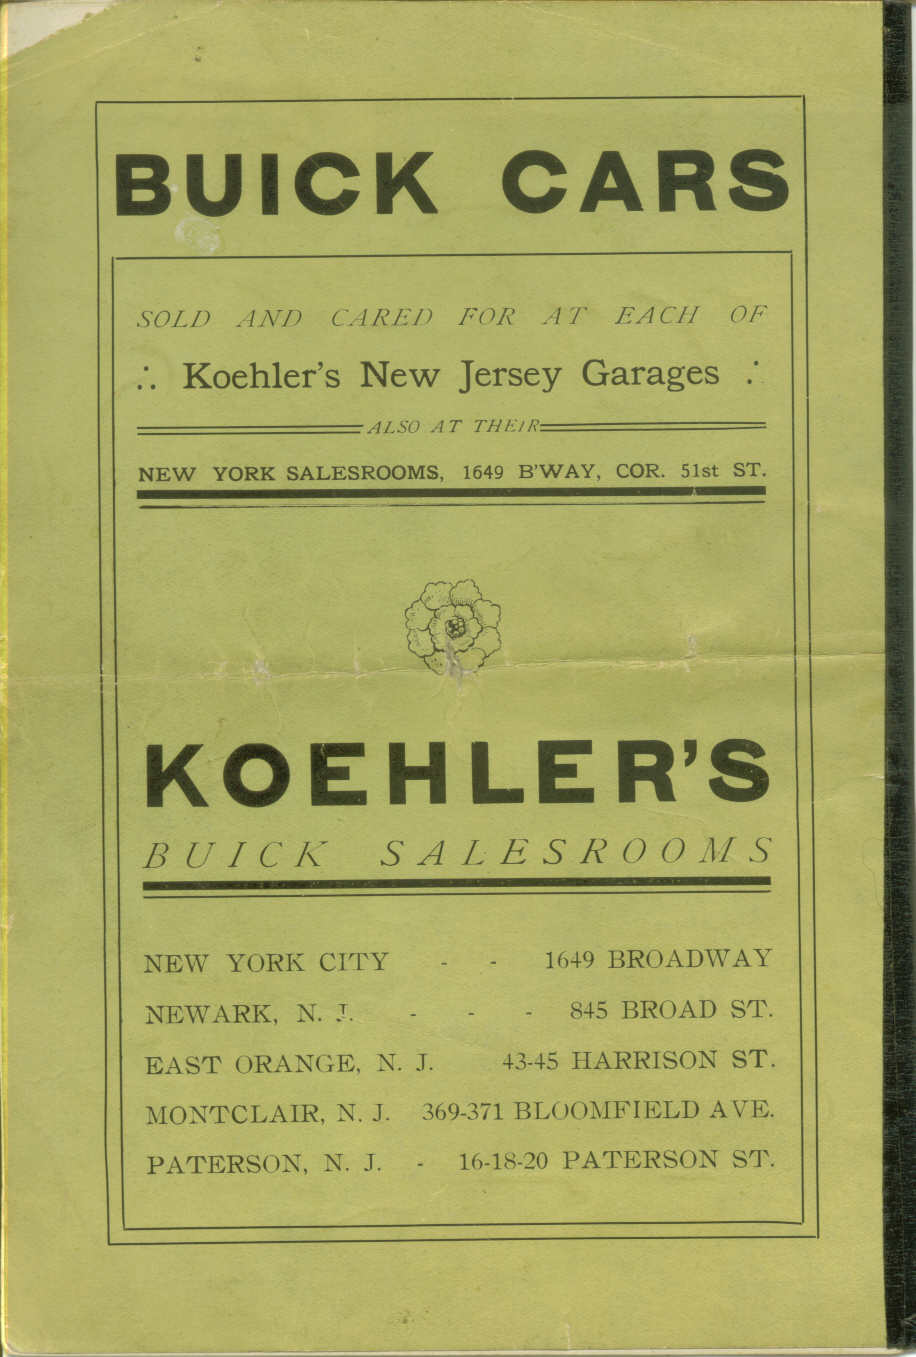 BUICK CARS
SOLD AND CARED FOR AT EACH OF
∴ Koehler's New Jersey Garages ∴
ALSO AT THEIR
NEW YORK SALESROOMS, 1649 B'WAY, COR. 51st ST.
KOEHLER'S
BUICK SALESROOMS
NEW YORK CITY - - 1649 BROADWAY
NEWARK, N. J. - - - 845 BROAD ST.
EAST ORANGE, N. J. 43-45 HARRISON ST.
MONTCLAIR, N. J. 369-371 BLOOMFIELD AVE.
PATERSON, N. J. - 16-18-20 PATERSON ST.